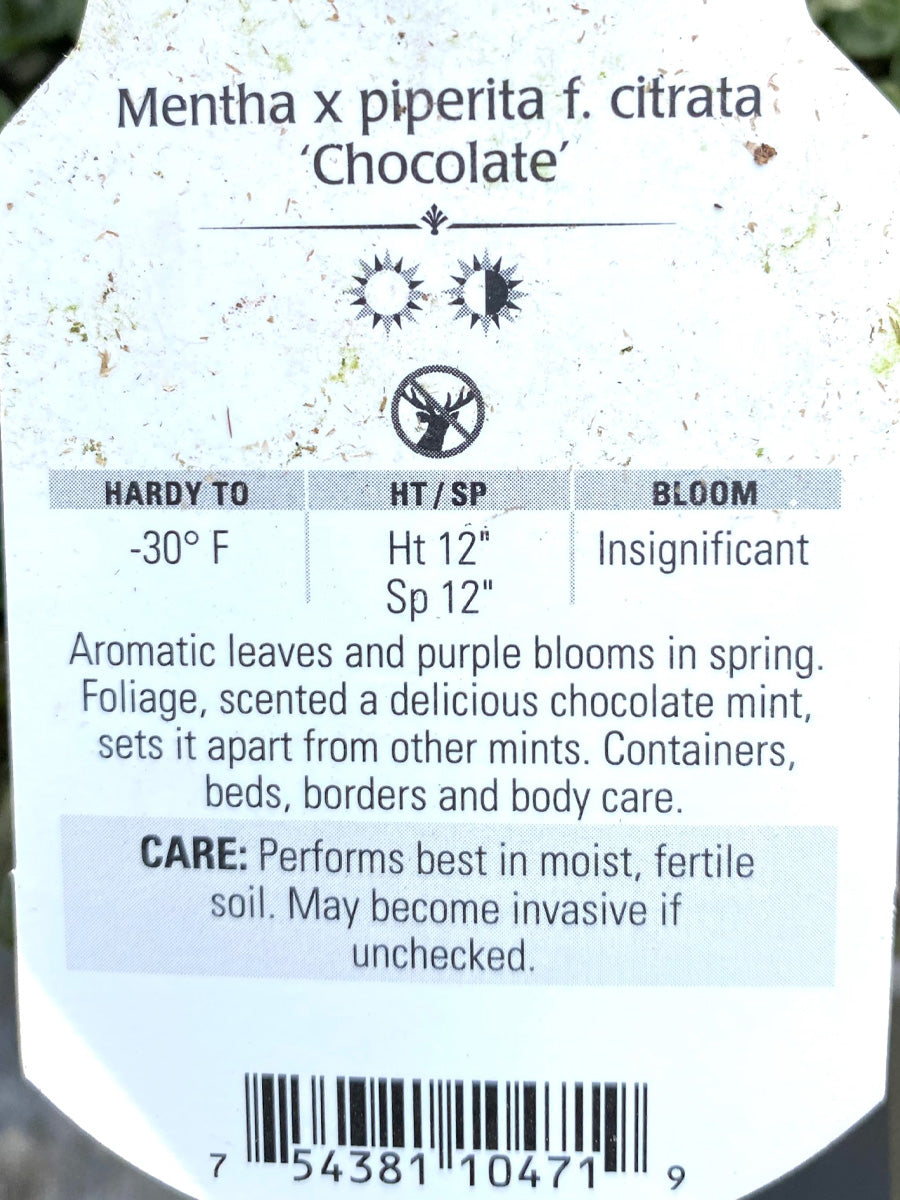 Mentha x piperita f. citrata
‘Chocolate’
HARDY TO HT / SP BLOOM
-30° F Ht 12" Insignificant
Sp 12"
Aromatic leaves and purple blooms in spring.
Foliage, scented a delicious chocolate mint,
sets it apart from other mints. Containers,
beds, borders and body care.
CARE: Performs best in moist, fertile
soil. May become invasive if
unchecked.
7 54381 10471 9